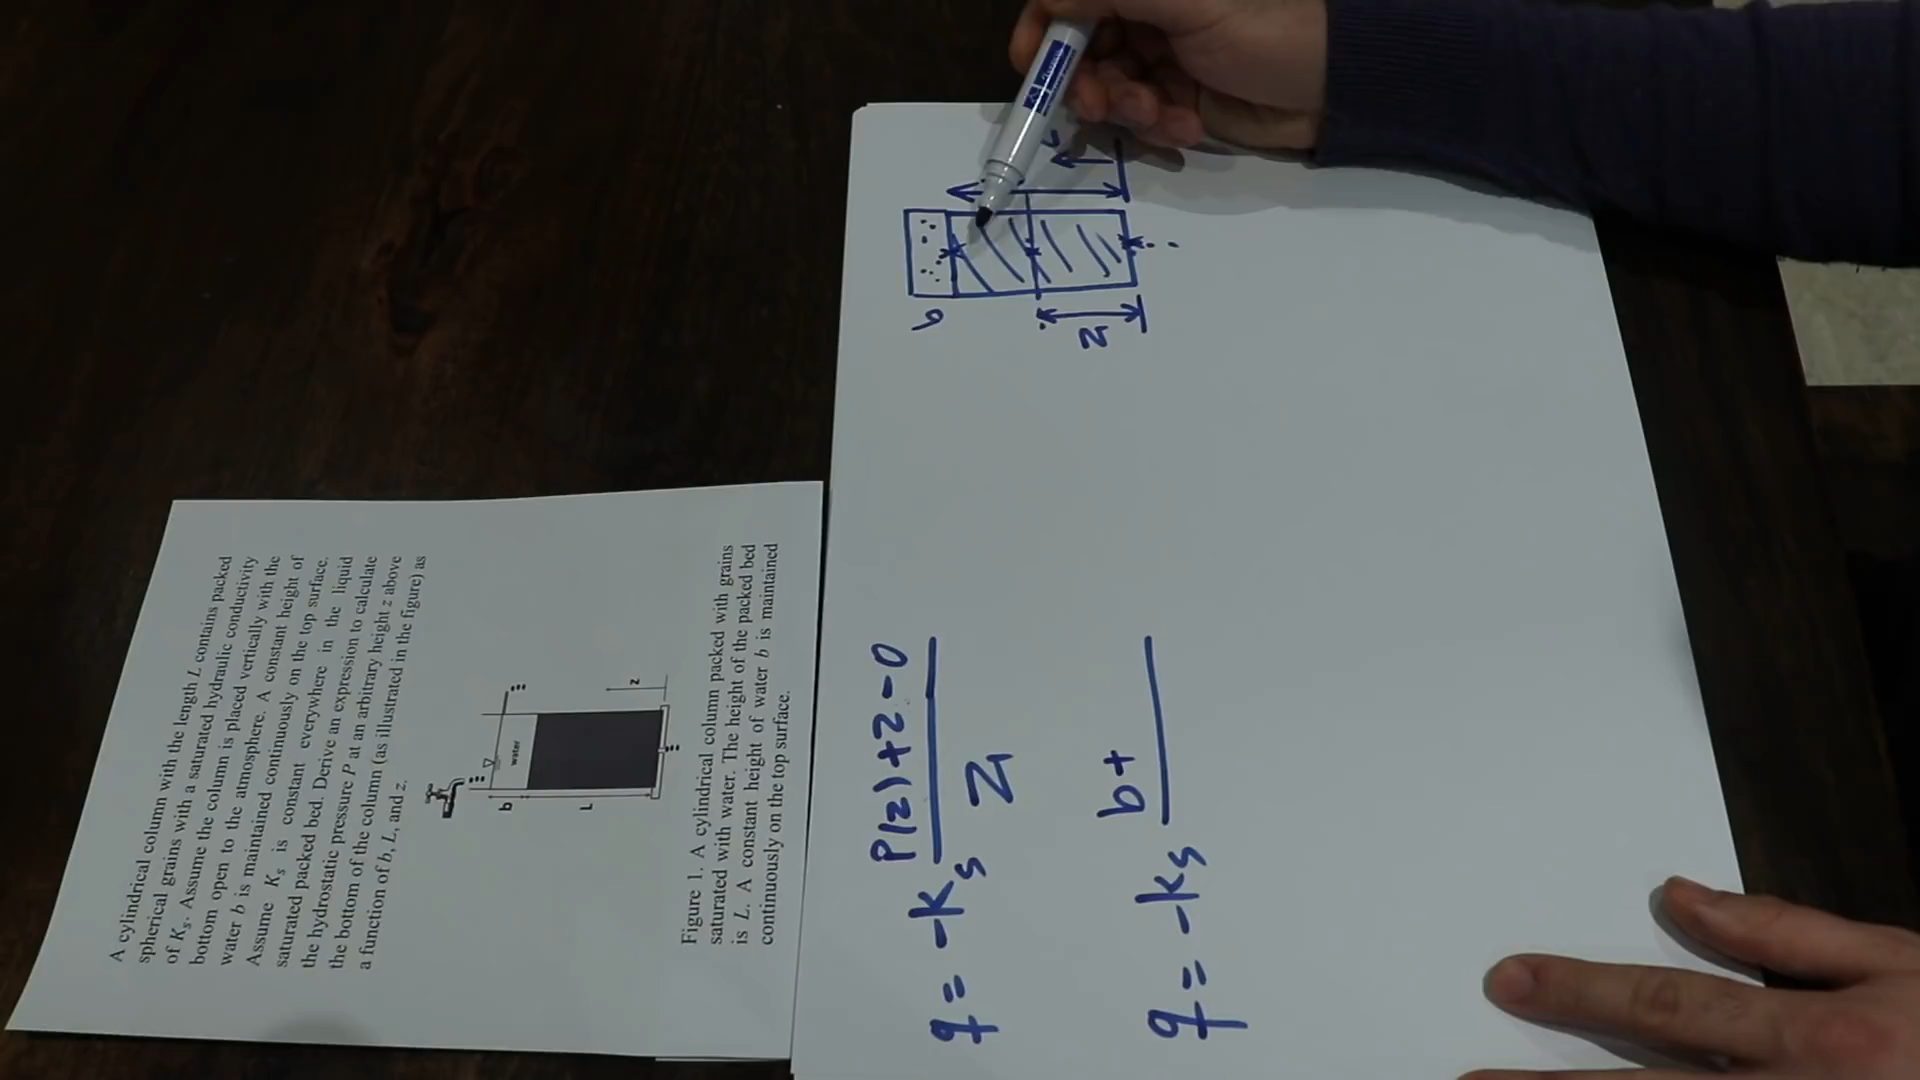 A cylindrical column with the length L contains packed
spherical grains with a saturated hydraulic conductivity
of Ks. Assume the column is placed vertically with the
bottom open to the atmosphere. A constant height of
water b is maintained continuously on the top surface.
Assume Ks is constant everywhere in the liquid
saturated packed bed. Derive an expression to calculate
the hydrostatic pressure P at an arbitrary height z above
the bottom of the column (as illustrated in the figure) as
a function of b, L, and z.
b
water
L
z
Figure 1. A cylindrical column packed with grains
saturated with water. The height of the packed bed
is L. A constant height of water b is maintained
continuously on the top surface.
b
z
q = -Ks P(z)+z-0
z
q = -Ks b+